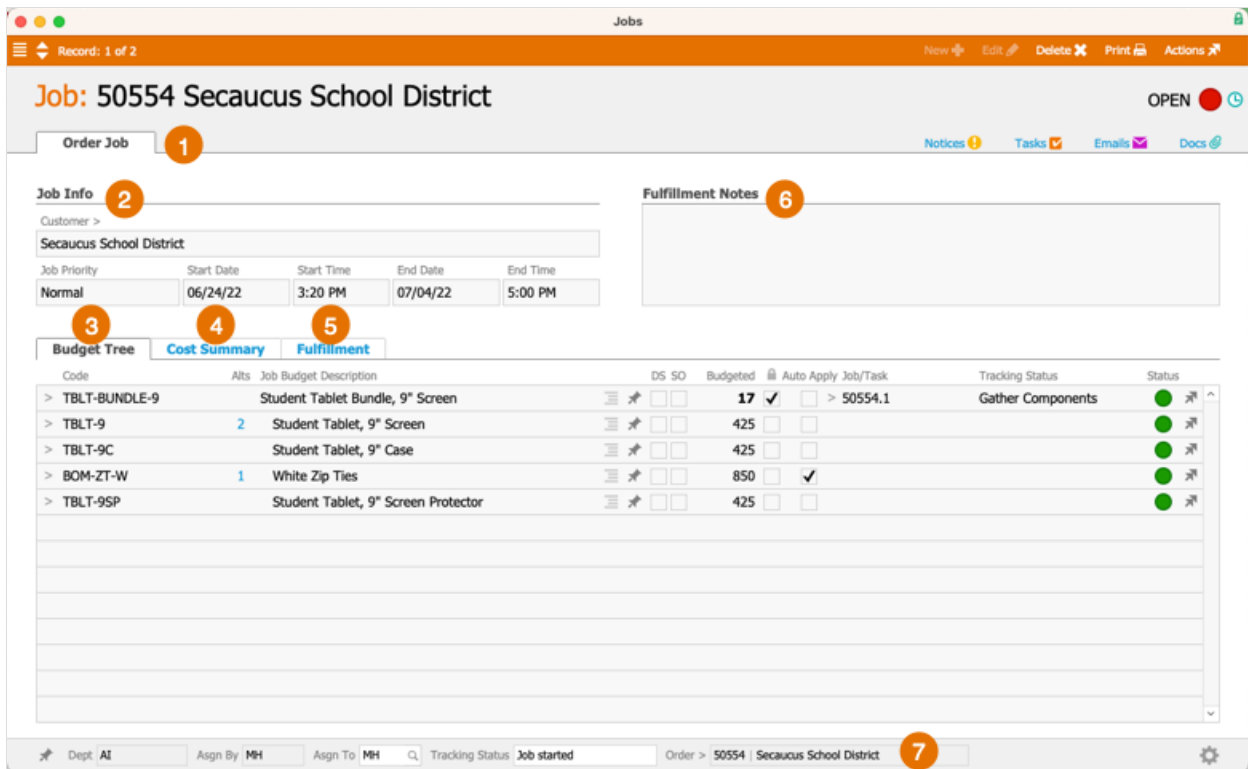 Jobs
Record: 1 of 2 New Edit Delete Print Actions
Job: 50554 Secaucus School District
OPEN
Order Job 1 Notices Tasks Emails Docs
Job Info 2 Fulfillment Notes 6
Customer >
Secaucus School District
Job Priority Start Date Start Time End Date End Time
Normal 06/24/22 3:20 PM 07/04/22 5:00 PM
3 4 5
Budget Tree Cost Summary Fulfillment
Code Alts Job Budget Description DS SO Budgeted Auto Apply Job/Task Tracking Status Status
> TBLT-BUNDLE-9 Student Tablet Bundle, 9" Screen 17 > 50554.1 Gather Components
> TBLT-9 2 Student Tablet, 9" Screen 425
> TBLT-9C Student Tablet, 9" Case 425
> BOM-ZT-W 1 White Zip Ties 850
> TBLT-9SP Student Tablet, 9" Screen Protector 425
Dept AI Asgn By MH Asgn To MH Tracking Status Job started Order > 50554 | Secaucus School District 7